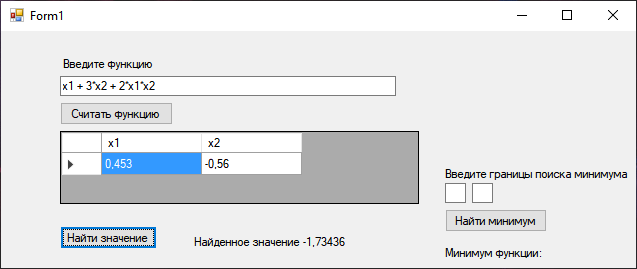 Form1
Введите функцию
x1 + 3*x2 + 2*x1*x2
Считать функцию
x1 x2
0,453 -0,56
Введите границы поиска минимума
Найти минимум
Найти значение
Найденное значение -1,73436
Минимум функции: